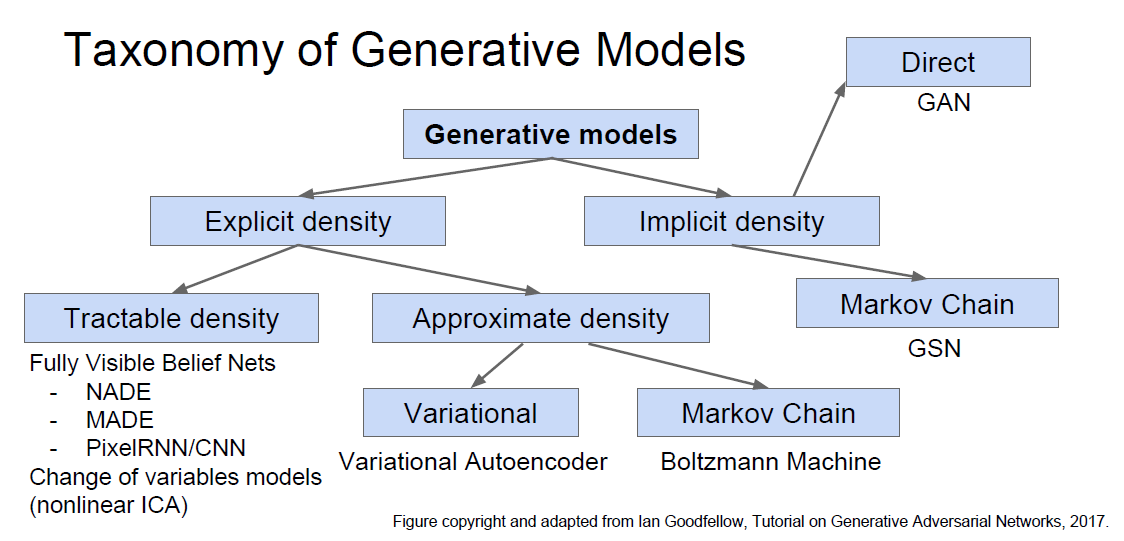 Taxonomy of Generative Models
Direct
GAN
Generative models
Explicit density
Implicit density
Tractable density
Approximate density
Markov Chain
GSN
Fully Visible Belief Nets
- NADE
- MADE
- PixelRNN/CNN
Change of variables models
(nonlinear ICA)
Variational
Variational Autoencoder
Markov Chain
Boltzmann Machine
Figure copyright and adapted from Ian Goodfellow, Tutorial on Generative Adversarial Networks, 2017.